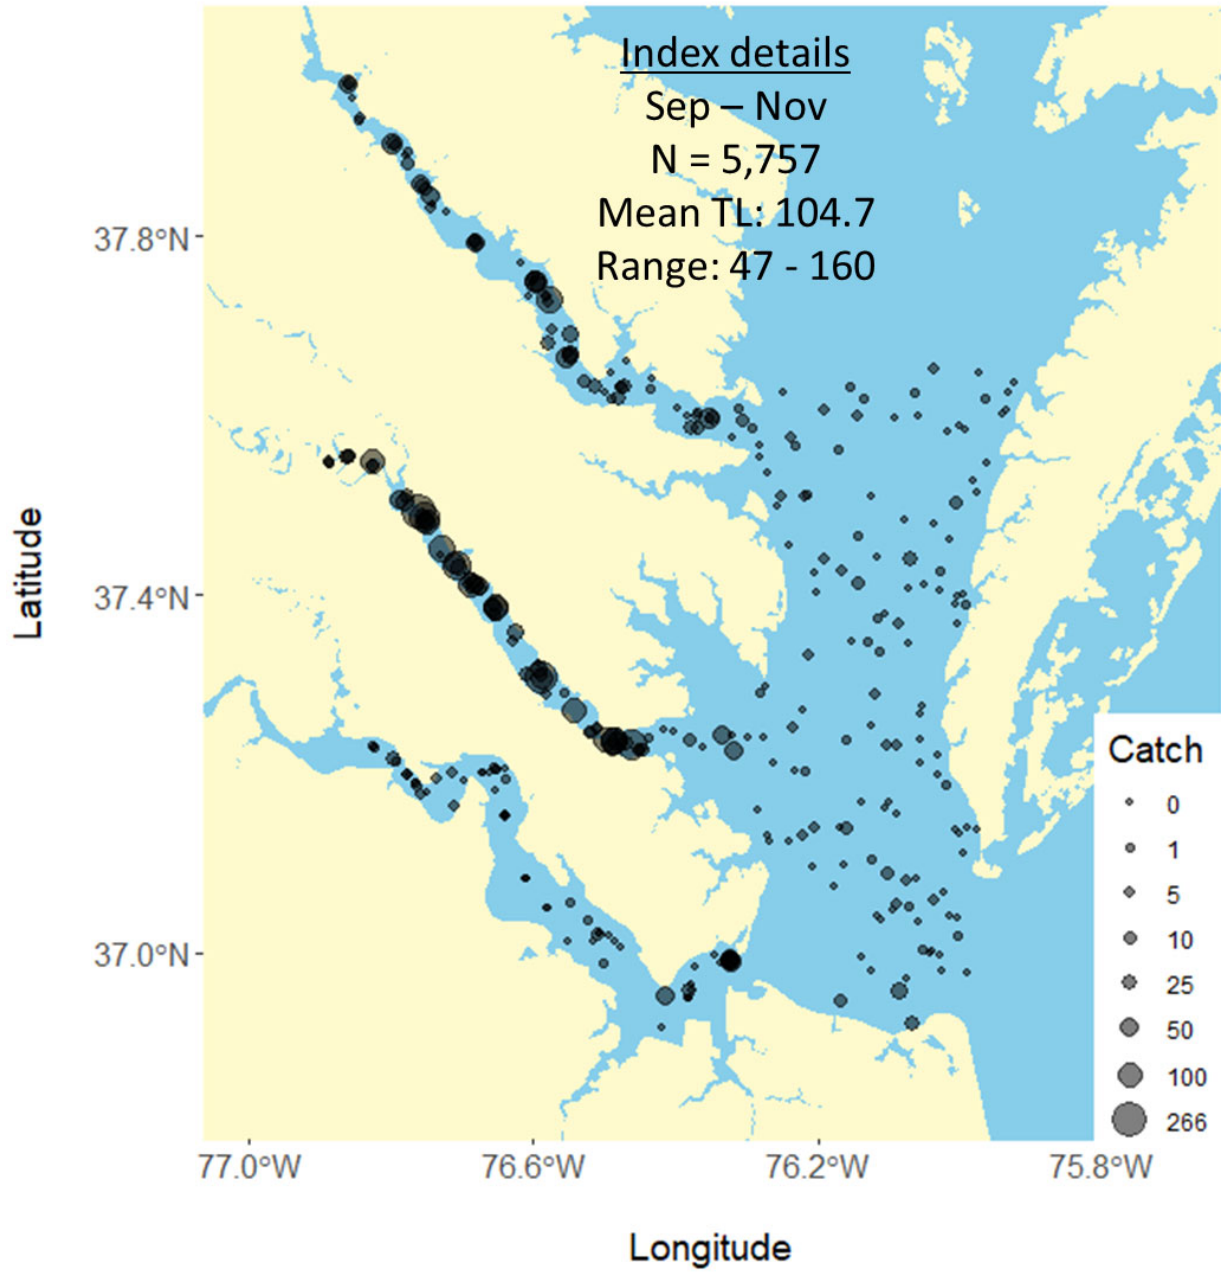 Index details
Sep – Nov
N = 5,757
Mean TL: 104.7
Range: 47 - 160
37.8°N
37.4°N
37.0°N
Latitude
77.0°W
76.6°W
76.2°W
75.8°W
Longitude
Catch
0
1
5
10
25
50
100
266